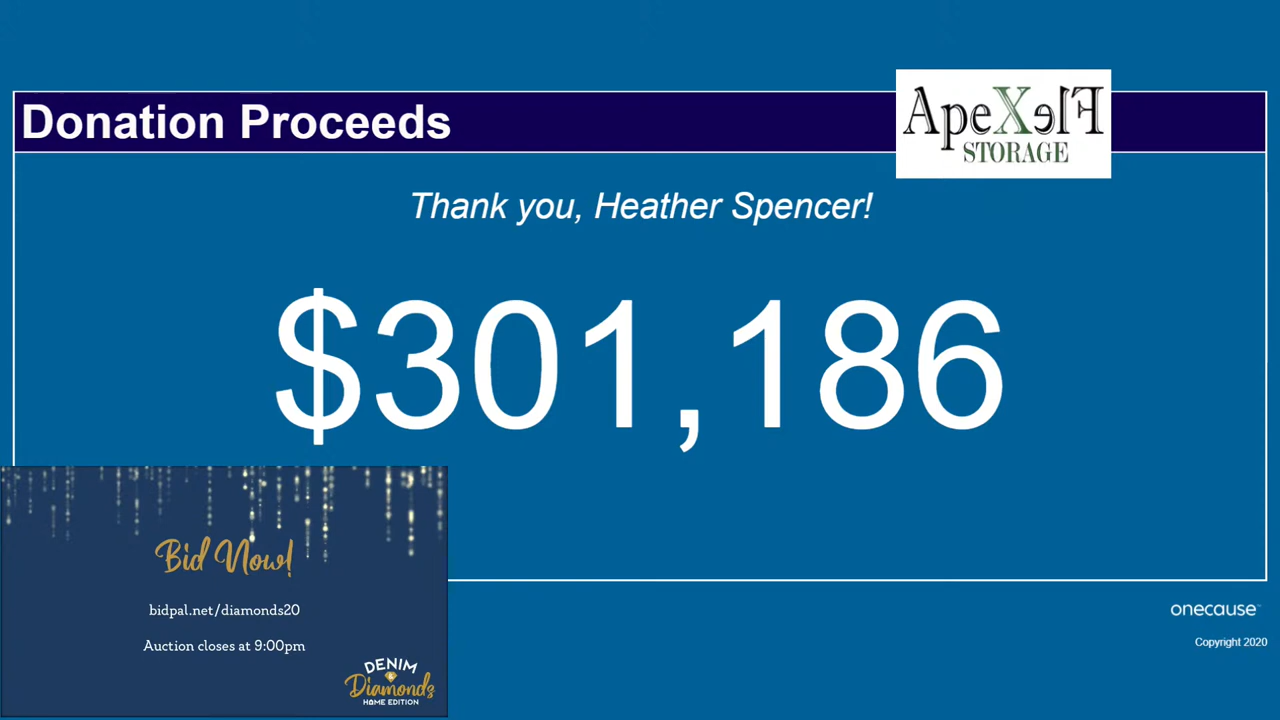 Donation Proceeds
ApeXFlex
STORAGE
Thank you, Heather Spencer!
$301,186
Bid Now!
bidpal.net/diamonds20
Auction closes at 9:00pm
DENIM
&
Diamonds
HOME EDITION
onecause™
Copyright 2020